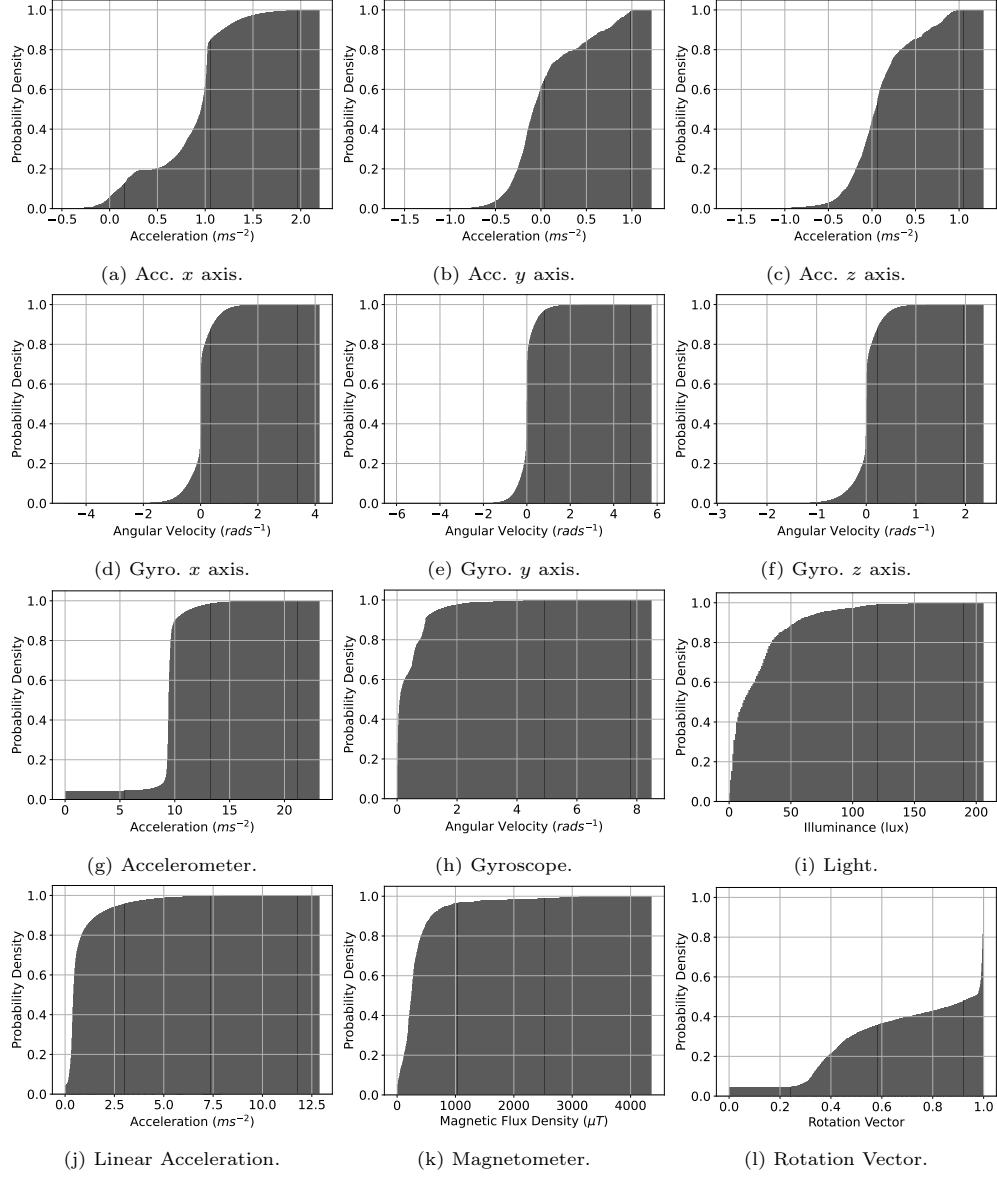 Probability Density
1.0
0.8
0.6
0.4
0.2
0.0
−0.5 0.0 0.5 1.0 1.5 2.0
Acceleration (ms⁻²)
(a) Acc. x axis.
Probability Density
1.0
0.8
0.6
0.4
0.2
0.0
−1.5 −1.0 −0.5 0.0 0.5 1.0
Acceleration (ms⁻²)
(b) Acc. y axis.
Probability Density
1.0
0.8
0.6
0.4
0.2
0.0
−1.5 −1.0 −0.5 0.0 0.5 1.0
Acceleration (ms⁻²)
(c) Acc. z axis.
Probability Density
1.0
0.8
0.6
0.4
0.2
0.0
−4 −2 0 2 4
Angular Velocity (rads⁻¹)
(d) Gyro. x axis.
Probability Density
1.0
0.8
0.6
0.4
0.2
0.0
−6 −4 −2 0 2 4 6
Angular Velocity (rads⁻¹)
(e) Gyro. y axis.
Probability Density
1.0
0.8
0.6
0.4
0.2
0.0
−3 −2 −1 0 1 2
Angular Velocity (rads⁻¹)
(f) Gyro. z axis.
Probability Density
1.0
0.8
0.6
0.4
0.2
0.0
0 5 10 15 20
Acceleration (ms⁻²)
(g) Accelerometer.
Probability Density
1.0
0.8
0.6
0.4
0.2
0.0
0 2 4 6 8
Angular Velocity (rads⁻¹)
(h) Gyroscope.
Probability Density
1.0
0.8
0.6
0.4
0.2
0.0
0 50 100 150 200
Illuminance (lux)
(i) Light.
Probability Density
1.0
0.8
0.6
0.4
0.2
0.0
0.0 2.5 5.0 7.5 10.0 12.5
Acceleration (ms⁻²)
(j) Linear Acceleration.
Probability Density
1.0
0.8
0.6
0.4
0.2
0.0
0 1000 2000 3000 4000
Magnetic Flux Density (μT)
(k) Magnetometer.
Probability Density
1.0
0.8
0.6
0.4
0.2
0.0
0.0 0.2 0.4 0.6 0.8 1.0
Rotation Vector
(l) Rotation Vector.